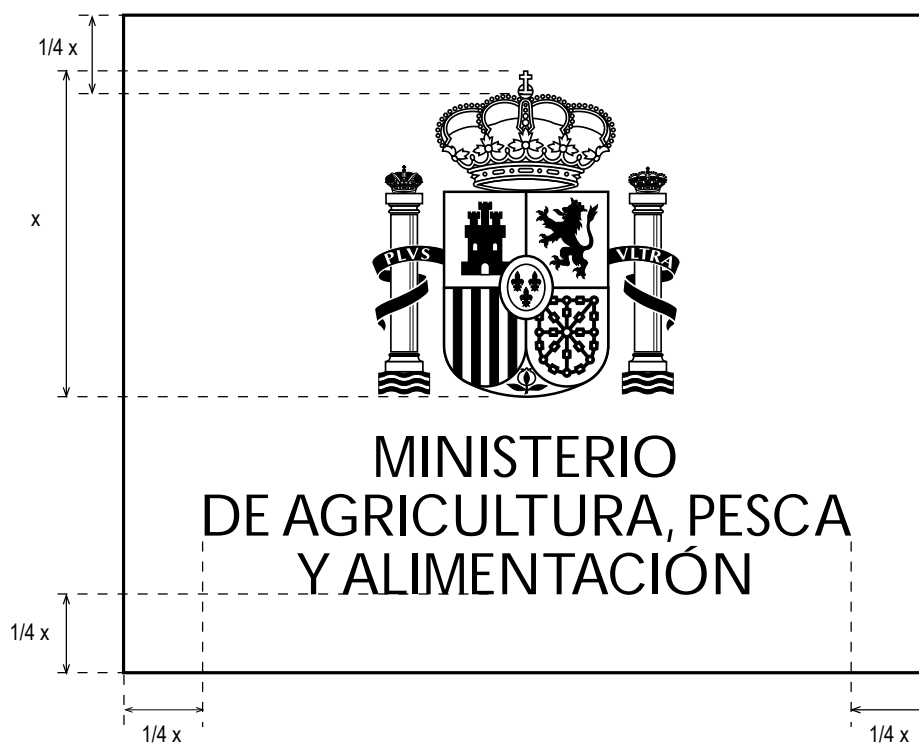 1/4 x
x
PLVS VLTRA
MINISTERIO
DE AGRICULTURA, PESCA
Y ALIMENTACIÓN
1/4 x
1/4 x 1/4 x